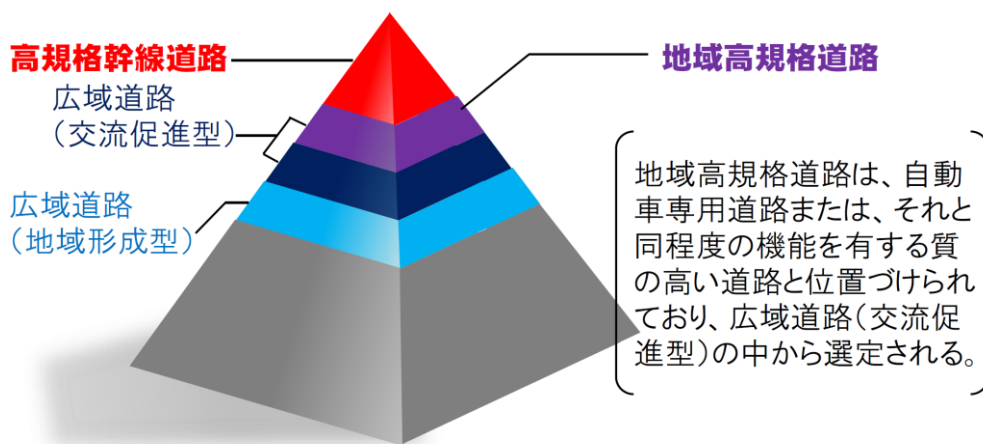 高規格幹線道路
地域高規格道路
広域道路
（交流促進型）
広域道路
（地域形成型）
地域高規格道路は、自動
車専用道路または、それと
同程度の機能を有する質
の高い道路と位置づけられ
ており、広域道路（交流促
進型）の中から選定される。